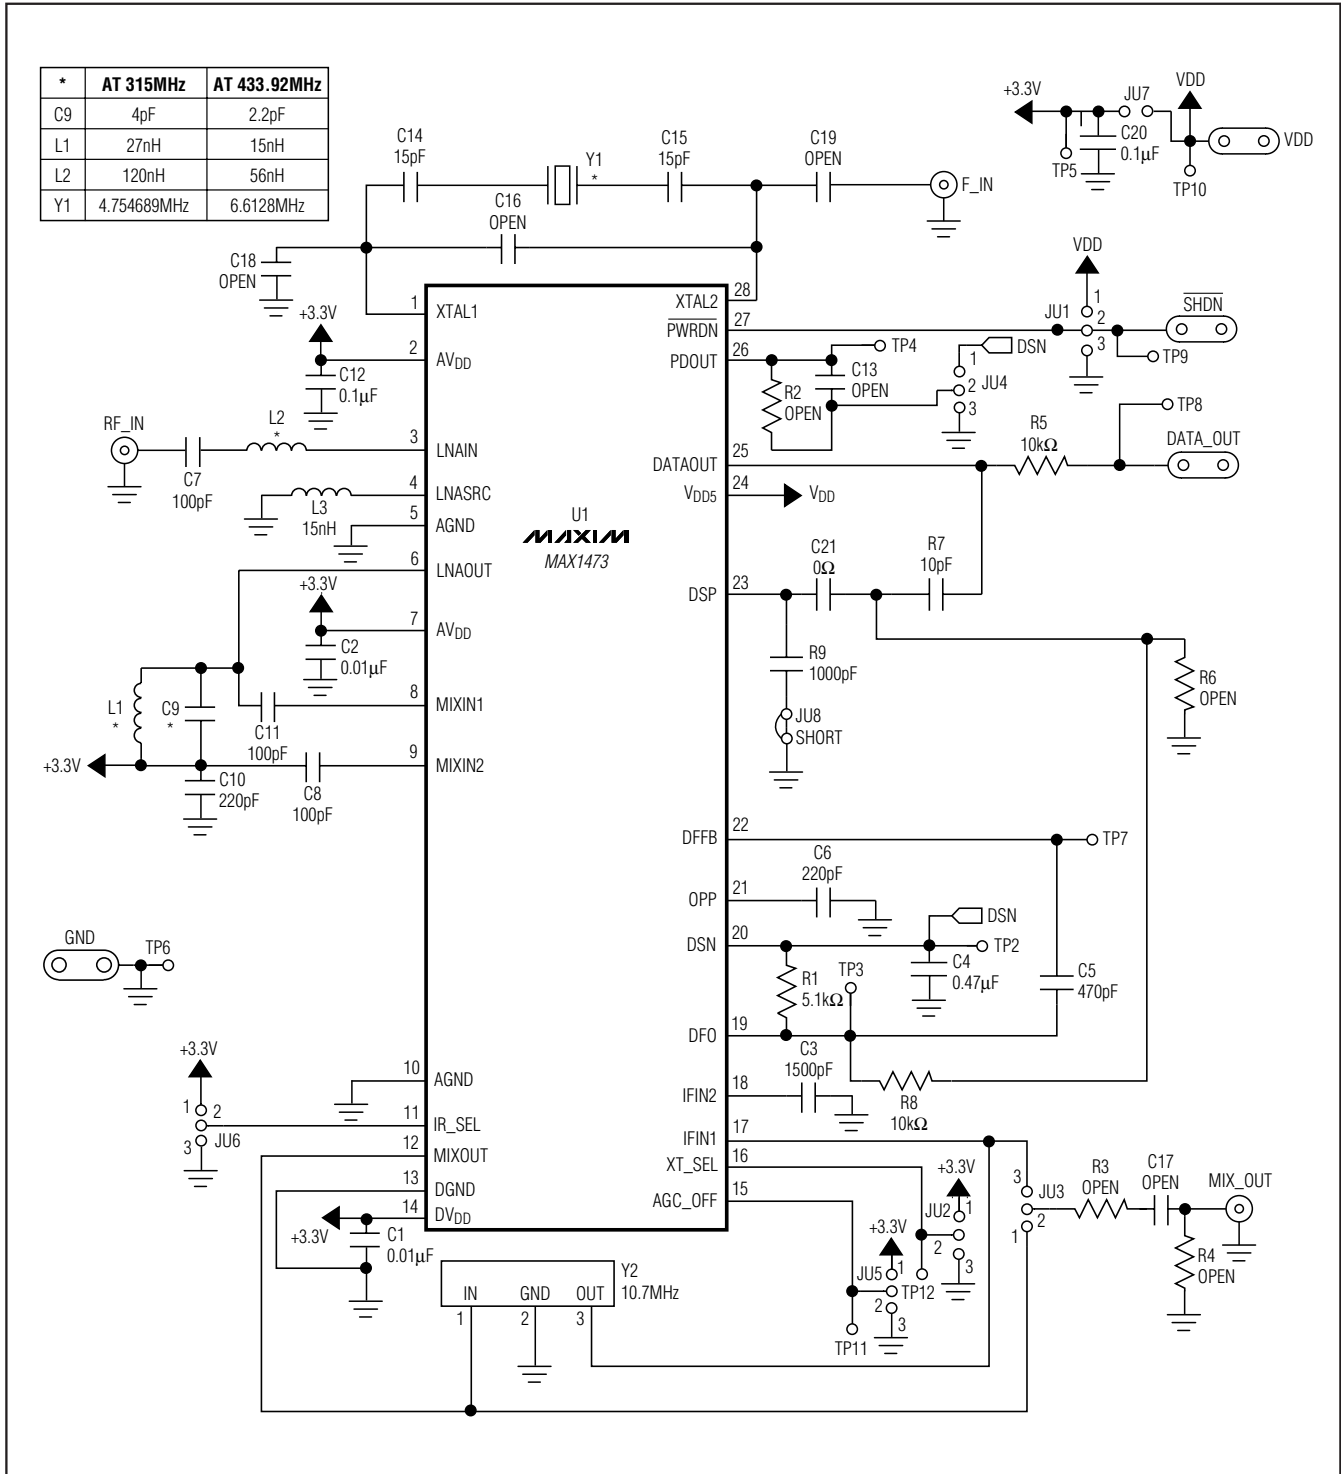 * AT 315MHz AT 433.92MHz
C9 4pF 2.2pF
L1 27nH 15nH
L2 120nH 56nH
Y1 4.754689MHz 6.6128MHz
C14
15pF
Y1
*
C15
15pF
C19
OPEN
F_IN
C16
OPEN
C18
OPEN
+3.3V
JU7
VDD
C20
0.1μF
TP5
VDD
TP10
VDD
JU1
1
2
3
SHDN
TP9
+3.3V
C12
0.1μF
RF_IN
C7
100pF
L2
*
L3
15nH
+3.3V
C2
0.01μF
L1
*
C9
*
C11
100pF
+3.3V
C10
220pF
C8
100pF
GND
TP6
+3.3V
1
2
3
JU6
+3.3V
C1
0.01μF
1
XTAL1
2
AVDD
3
LNAIN
4
LNASRC
5
AGND
6
LNAOUT
7
AVDD
8
MIXIN1
9
MIXIN2
10
AGND
11
IR_SEL
12
MIXOUT
13
DGND
14
DVDD
U1
MAXIM
MAX1473
XTAL2
28
PWRDN
27
PDOUT
26
DATAOUT
25
VDD5
24
DSP
23
DFFB
22
OPP
21
DSN
20
DFO
19
IFIN2
18
IFIN1
17
XT_SEL
16
AGC_OFF
15
TP4
R2
OPEN
C13
OPEN
DSN
1
2
3
JU4
R5
10kΩ
TP8
DATA_OUT
VDD
C21
0Ω
R7
10pF
R9
1000pF
JU8
SHORT
R6
OPEN
TP7
C6
220pF
DSN
TP2
C4
0.47μF
R1
5.1kΩ
TP3
C5
470pF
C3
1500pF
R8
10kΩ
+3.3V
JU2
1
2
3
TP12
+3.3V
JU5
1
2
3
TP11
3
JU3
2
1
R3
OPEN
C17
OPEN
MIX_OUT
R4
OPEN
Y2
10.7MHz
IN GND OUT
1 2 3